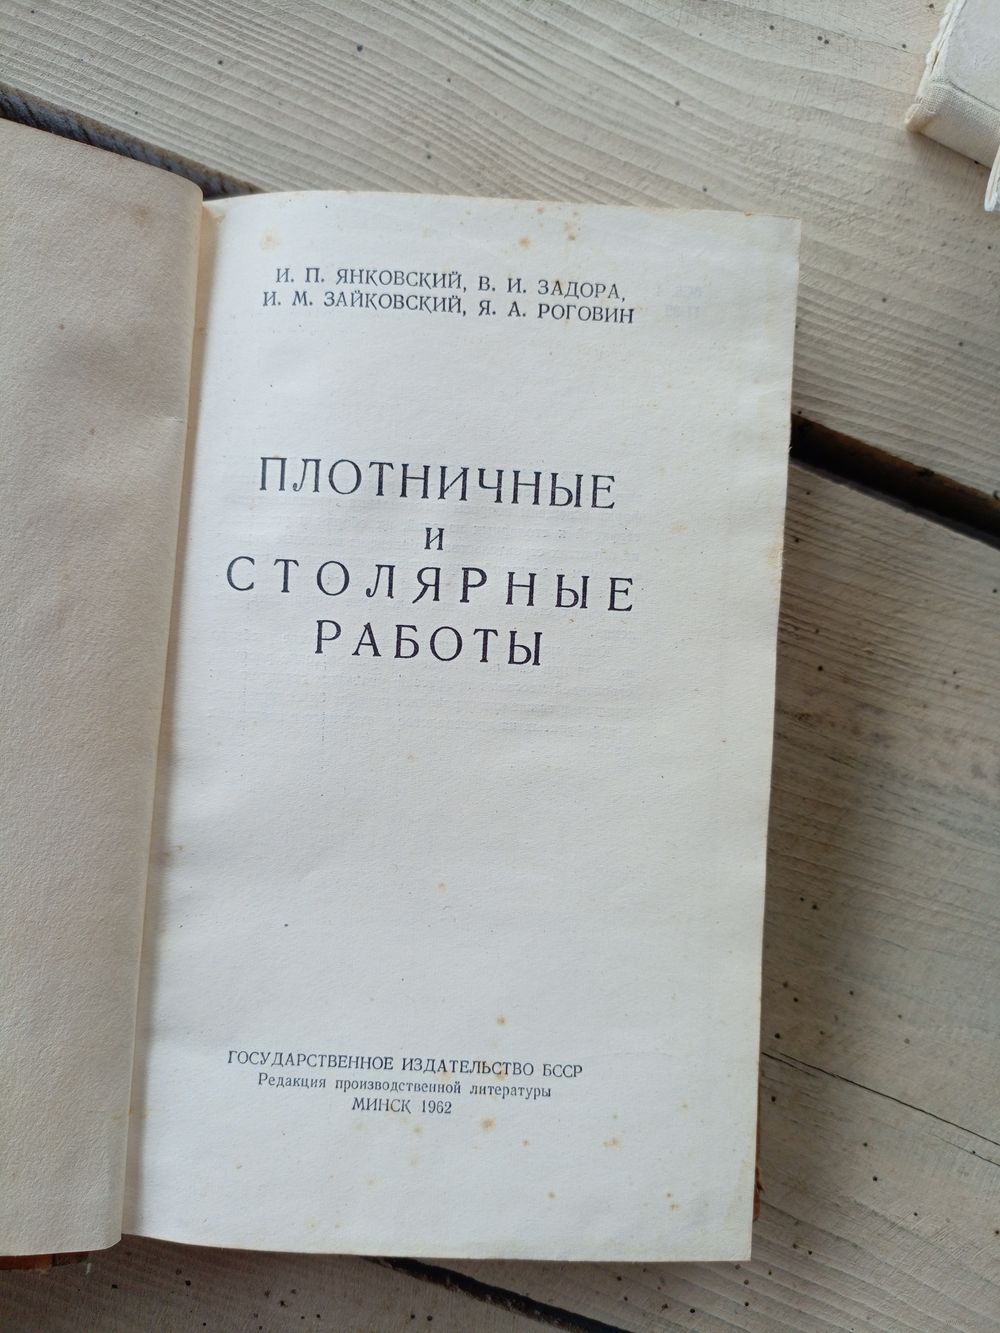 И. П. ЯНКОВСКИЙ, В. И. ЗАДОРА,
И. М. ЗАЙКОВСКИЙ, Я. А. РОГОВИН
ПЛОТНИЧНЫЕ
И
СТОЛЯРНЫЕ
РАБОТЫ
ГОСУДАРСТВЕННОЕ ИЗДАТЕЛЬСТВО БССР
Редакция производственной литературы
МИНСК 1962